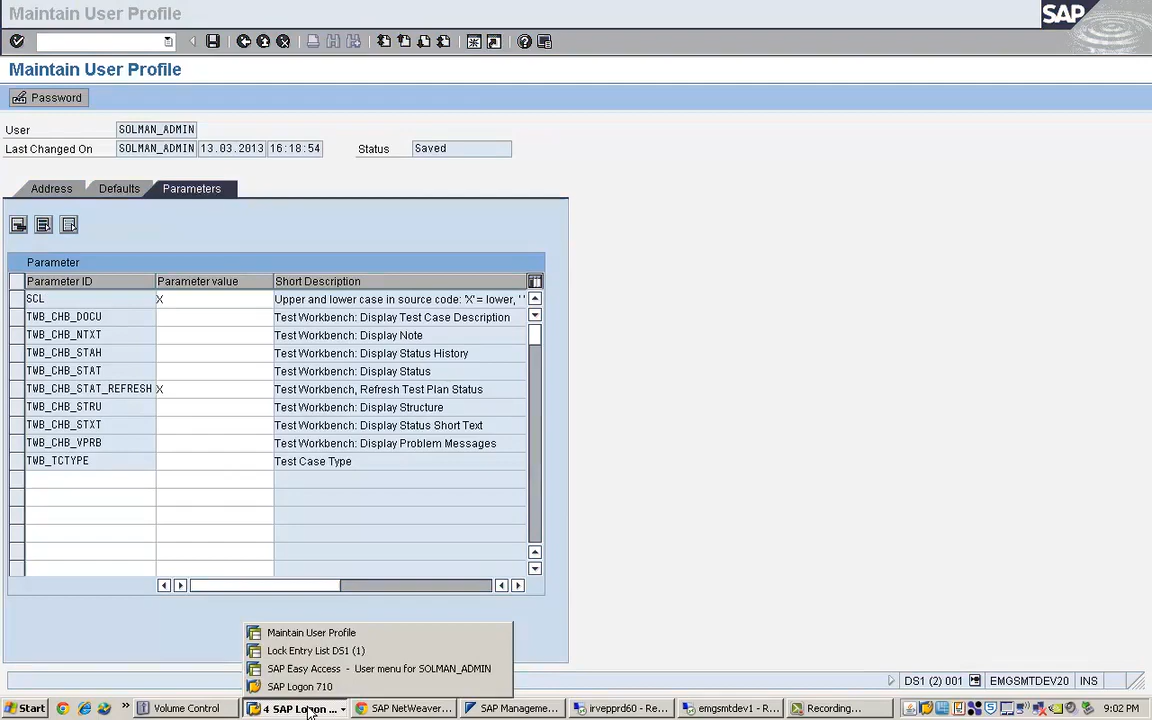 Maintain User Profile
SAP
Maintain User Profile
Password
User SOLMAN_ADMIN
Last Changed On SOLMAN_ADMIN 13.03.2013 16:18:54 Status Saved
Address Defaults Parameters
Parameter
Parameter ID Parameter value Short Description
SCL X Upper and lower case in source code: 'X' = lower, ' '
TWB_CHB_DOCU Test Workbench: Display Test Case Description
TWB_CHB_NTXT Test Workbench: Display Note
TWB_CHB_STAH Test Workbench: Display Status History
TWB_CHB_STAT Test Workbench: Display Status
TWB_CHB_STAT_REFRESH X Test Workbench, Refresh Test Plan Status
TWB_CHB_STRU Test Workbench: Display Structure
TWB_CHB_STXT Test Workbench: Display Status Short Text
TWB_CHB_VPRB Test Workbench: Display Problem Messages
TWB_TCTYPE Test Case Type
Maintain User Profile
Lock Entry List DS1 (1)
SAP Easy Access - User menu for SOLMAN_ADMIN
SAP Logon 710
DS1 (2) 001 EMGSMTDEV20 INS
Start » Volume Control 4 SAP Logon ... SAP NetWeaver... SAP Manageme... irveppr​d60 - Re... emgsmtdev1 - R... Recording... 9:02 PM